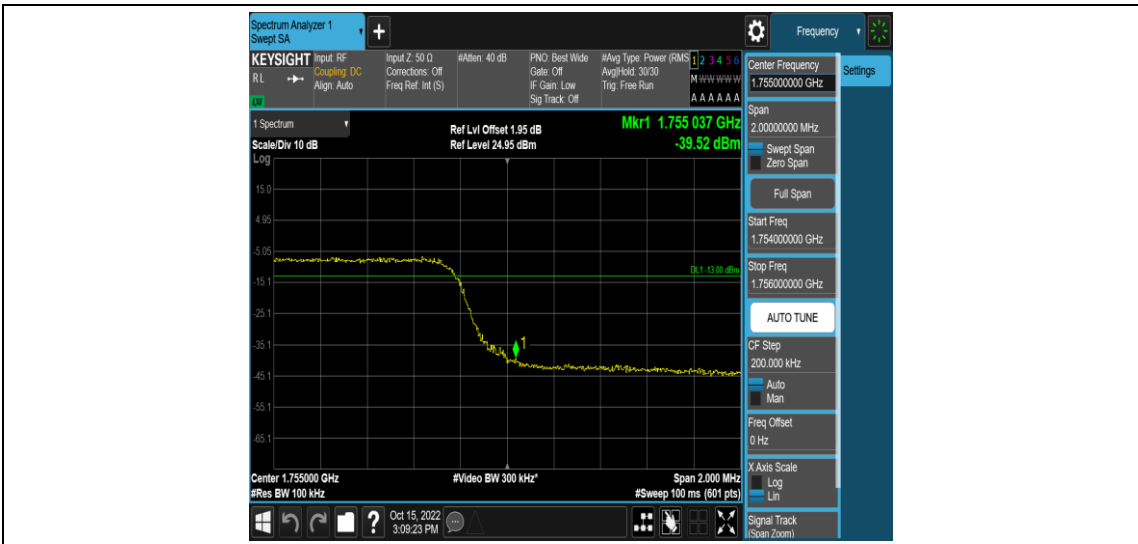 Spectrum Analyzer 1
Swept SA
+
Frequency
KEYSIGHT
RL
LXI
Input: RF
Coupling: DC
Align: Auto
Input Z: 50 Ω
Corrections: Off
Freq Ref: Int (S)
#Atten: 40 dB
PNO: Best Wide
Gate: Off
IF Gain: Low
Sig Track: Off
#Avg Type: Power (RMS
Avg|Hold: 30/30
Trig: Free Run
1 2 3 4 5 6
M W W W W W
A A A A A A
1 Spectrum
Scale/Div 10 dB
Log
Ref Lvl Offset 1.95 dB
Ref Level 24.95 dBm
Mkr1 1.755 037 GHz
-39.52 dBm
15.0
4.95
-5.05
-15.1
-25.1
-35.1
-45.1
-55.1
-65.1
DL1 -13.00 dBm
1
Center 1.755000 GHz
#Res BW 100 kHz
#Video BW 300 kHz*
Span 2.000 MHz
#Sweep 100 ms (601 pts)
?
Oct 15, 2022
3:09:23 PM
Center Frequency
1.755000000 GHz
Settings
Span
2.00000000 MHz
Swept Span
Zero Span
Full Span
Start Freq
1.754000000 GHz
Stop Freq
1.756000000 GHz
AUTO TUNE
CF Step
200.000 kHz
Auto
Man
Freq Offset
0 Hz
X Axis Scale
Log
Lin
Signal Track
(Span Zoom)